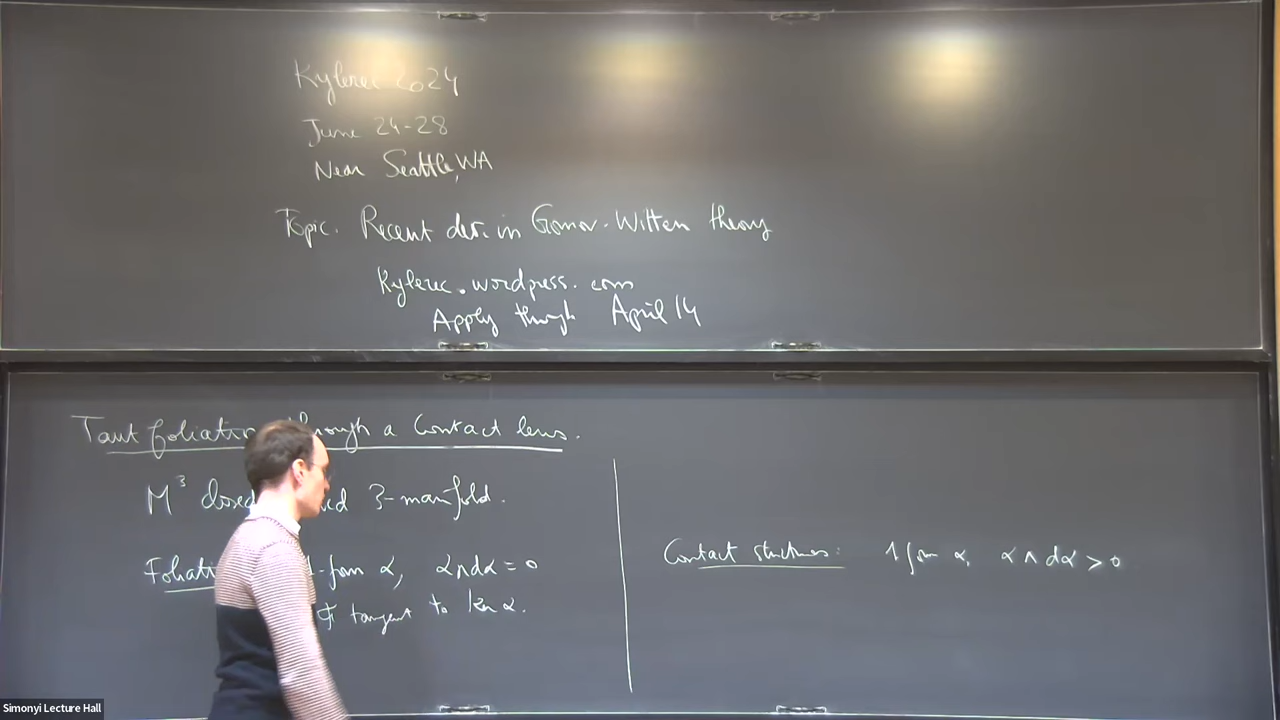 Kylerec 2024
June 24-28
Near Seattle, WA
Topic. Recent dev. in Gromov-Witten theory
Kylerec.wordpress.com
Apply through April 14
Taut foliation through a Contact lens.
M³ closed 3-manifold.
Foliati -form α, α∧dα = 0
tangent to ker α.
Contact structures: 1 form α, α∧dα > 0
Simonyi Lecture Hall